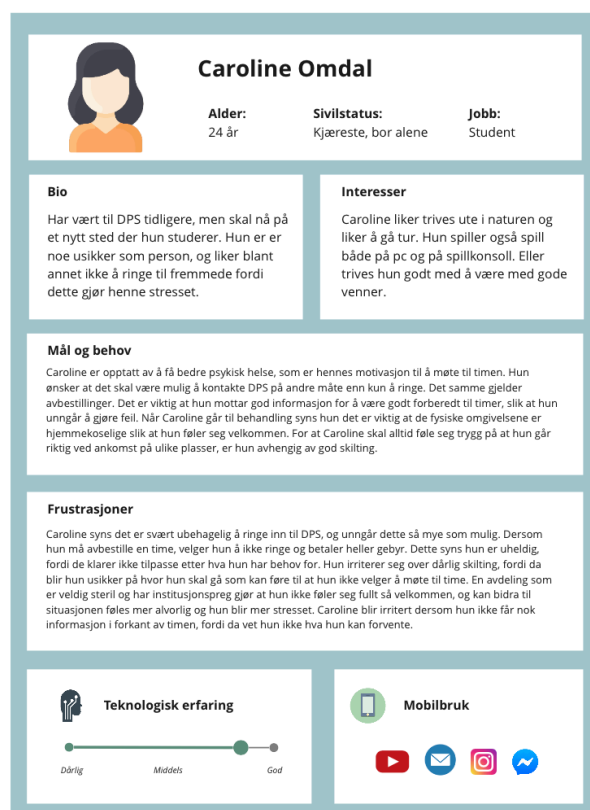 Caroline Omdal
Alder:
24 år
Sivilstatus:
Kjæreste, bor alene
Jobb:
Student
Bio
Har vært til DPS tidligere, men skal nå på
et nytt sted der hun studerer. Hun er er
noe usikker som person, og liker blant
annet ikke å ringe til fremmede fordi
dette gjør henne stresset.
Interesser
Caroline liker trives ute i naturen og
liker å gå tur. Hun spiller også spill
både på pc og på spillkonsoll. Eller
trives hun godt med å være med gode
venner.
Mål og behov
Caroline er opptatt av å få bedre psykisk helse, som er hennes motivasjon til å møte til timen. Hun
ønsker at det skal være mulig å kontakte DPS på andre måte enn kun å ringe. Det samme gjelder
avbestillinger. Det er viktig at hun mottar god informasjon for å være godt forberedt til timer, slik at hun
unngår å gjøre feil. Når Caroline går til behandling syns hun det er viktig at de fysiske omgivelsene er
hjemmekoselige slik at hun føler seg velkommen. For at Caroline skal alltid føle seg trygg på at hun går
riktig ved ankomst på ulike plasser, er hun avhengig av god skilting.
Frustrasjoner
Caroline syns det er svært ubehagelig å ringe inn til DPS, og unngår dette så mye som mulig. Dersom
hun må avbestille en time, velger hun å ikke ringe og betaler heller gebyr. Dette syns hun er uheldig,
fordi de klarer ikke tilpasse etter hva hun har behov for. Hun irriterer seg over dårlig skilting, fordi da
blir hun usikker på hvor hun skal gå som kan føre til at hun ikke velger å møte til time. En avdeling som
er veldig steril og har institusjonspreg gjør at hun ikke føler seg fullt så velkommen, og kan bidra til
situasjonen føles mer alvorlig og hun blir mer stresset. Caroline blir irritert dersom hun ikke får nok
informasjon i forkant av timen, fordi da vet hun ikke hva hun kan forvente.
Teknologisk erfaring
Dårlig
Middels
God
Mobilbruk